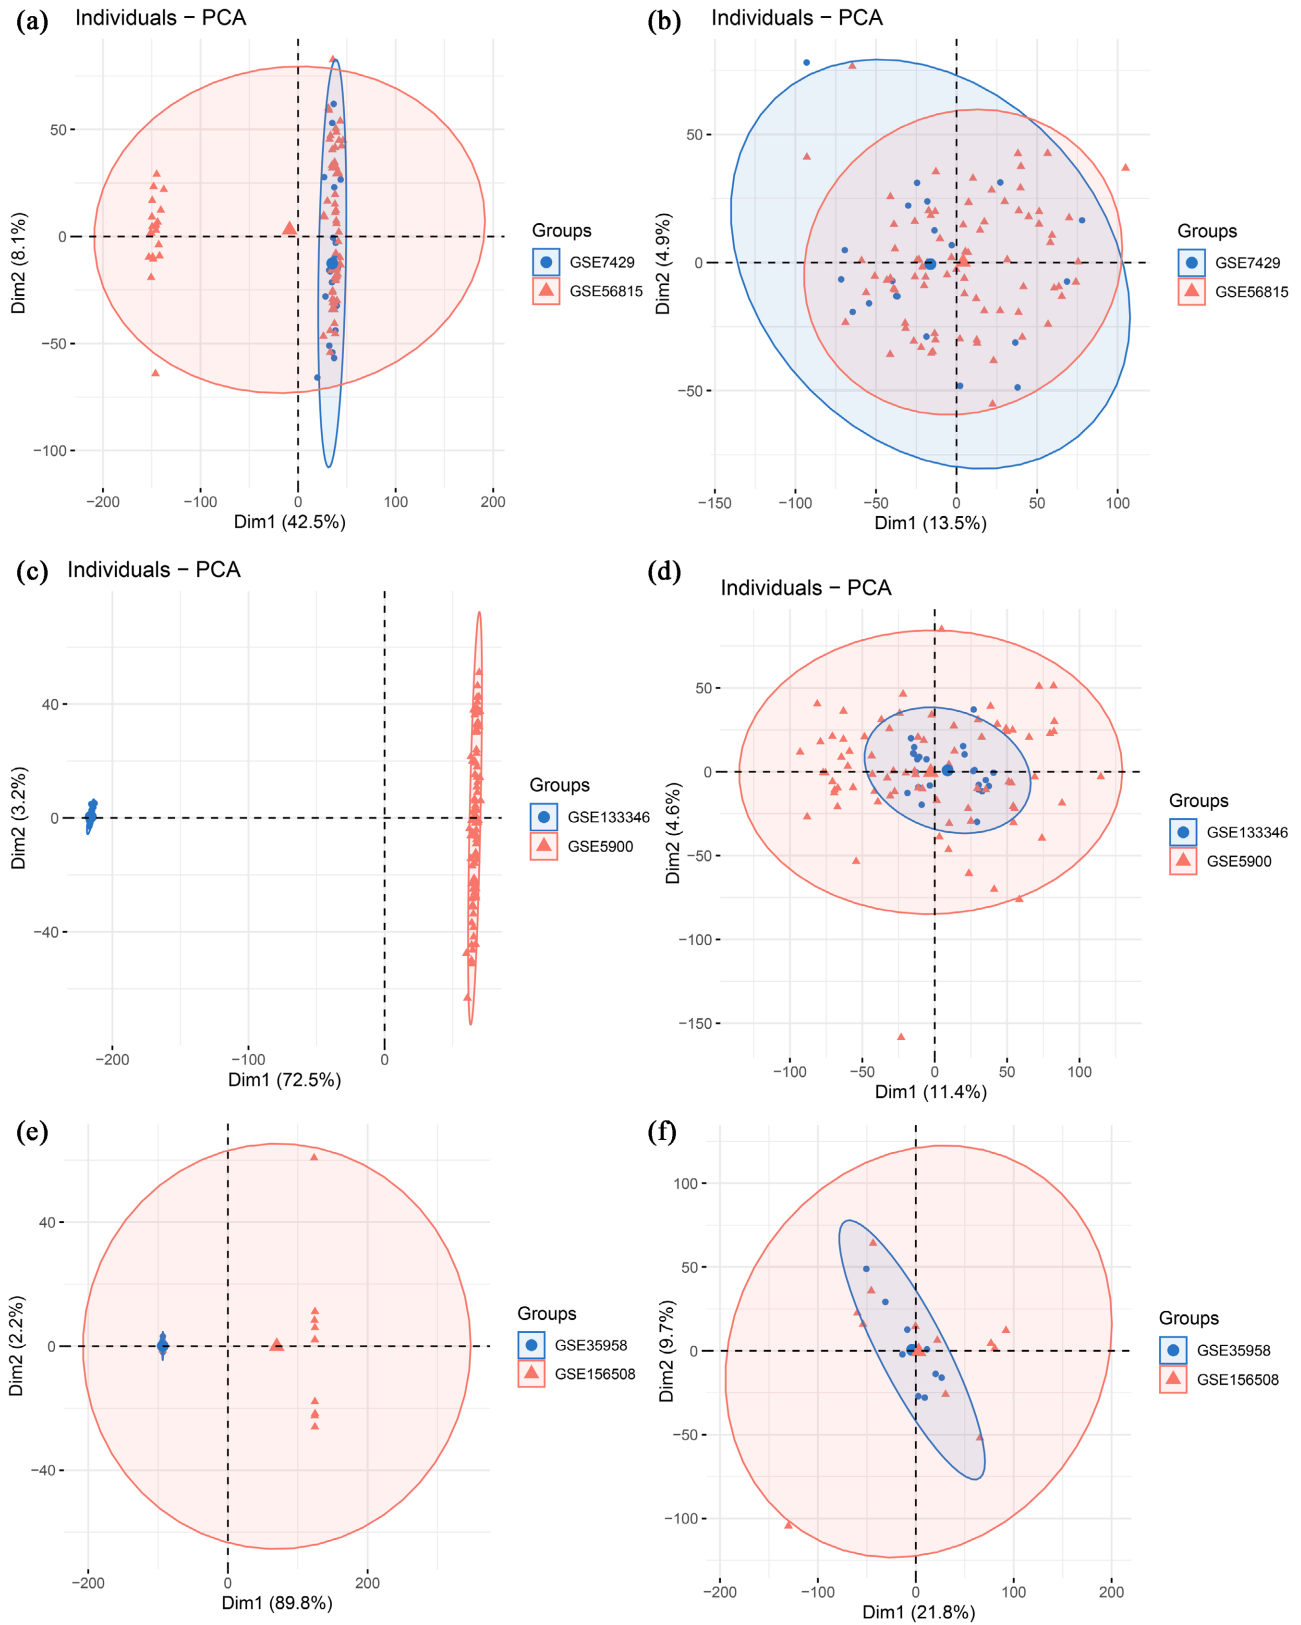 (a) Individuals − PCA
50
0
−50
−100
−200 −100 0 100 200
Dim1 (42.5%)
Dim2 (8.1%)
Groups
GSE7429
GSE56815
(b) Individuals − PCA
50
0
−50
−150 −100 −50 0 50 100
Dim1 (13.5%)
Dim2 (4.9%)
Groups
GSE7429
GSE56815
(c) Individuals − PCA
40
0
−40
−200 −100 0
Dim1 (72.5%)
Dim2 (3.2%)
Groups
GSE133346
GSE5900
(d)
Individuals − PCA
50
0
−50
−100
−150
−100 −50 0 50 100
Dim1 (11.4%)
Dim2 (4.6%)
Groups
GSE133346
GSE5900
(e)
40
0
−40
−200 0 200
Dim1 (89.8%)
Dim2 (2.2%)
Groups
GSE35958
GSE156508
(f)
100
50
0
−50
−100
−200 −100 0 100 200
Dim1 (21.8%)
Dim2 (9.7%)
Groups
GSE35958
GSE156508